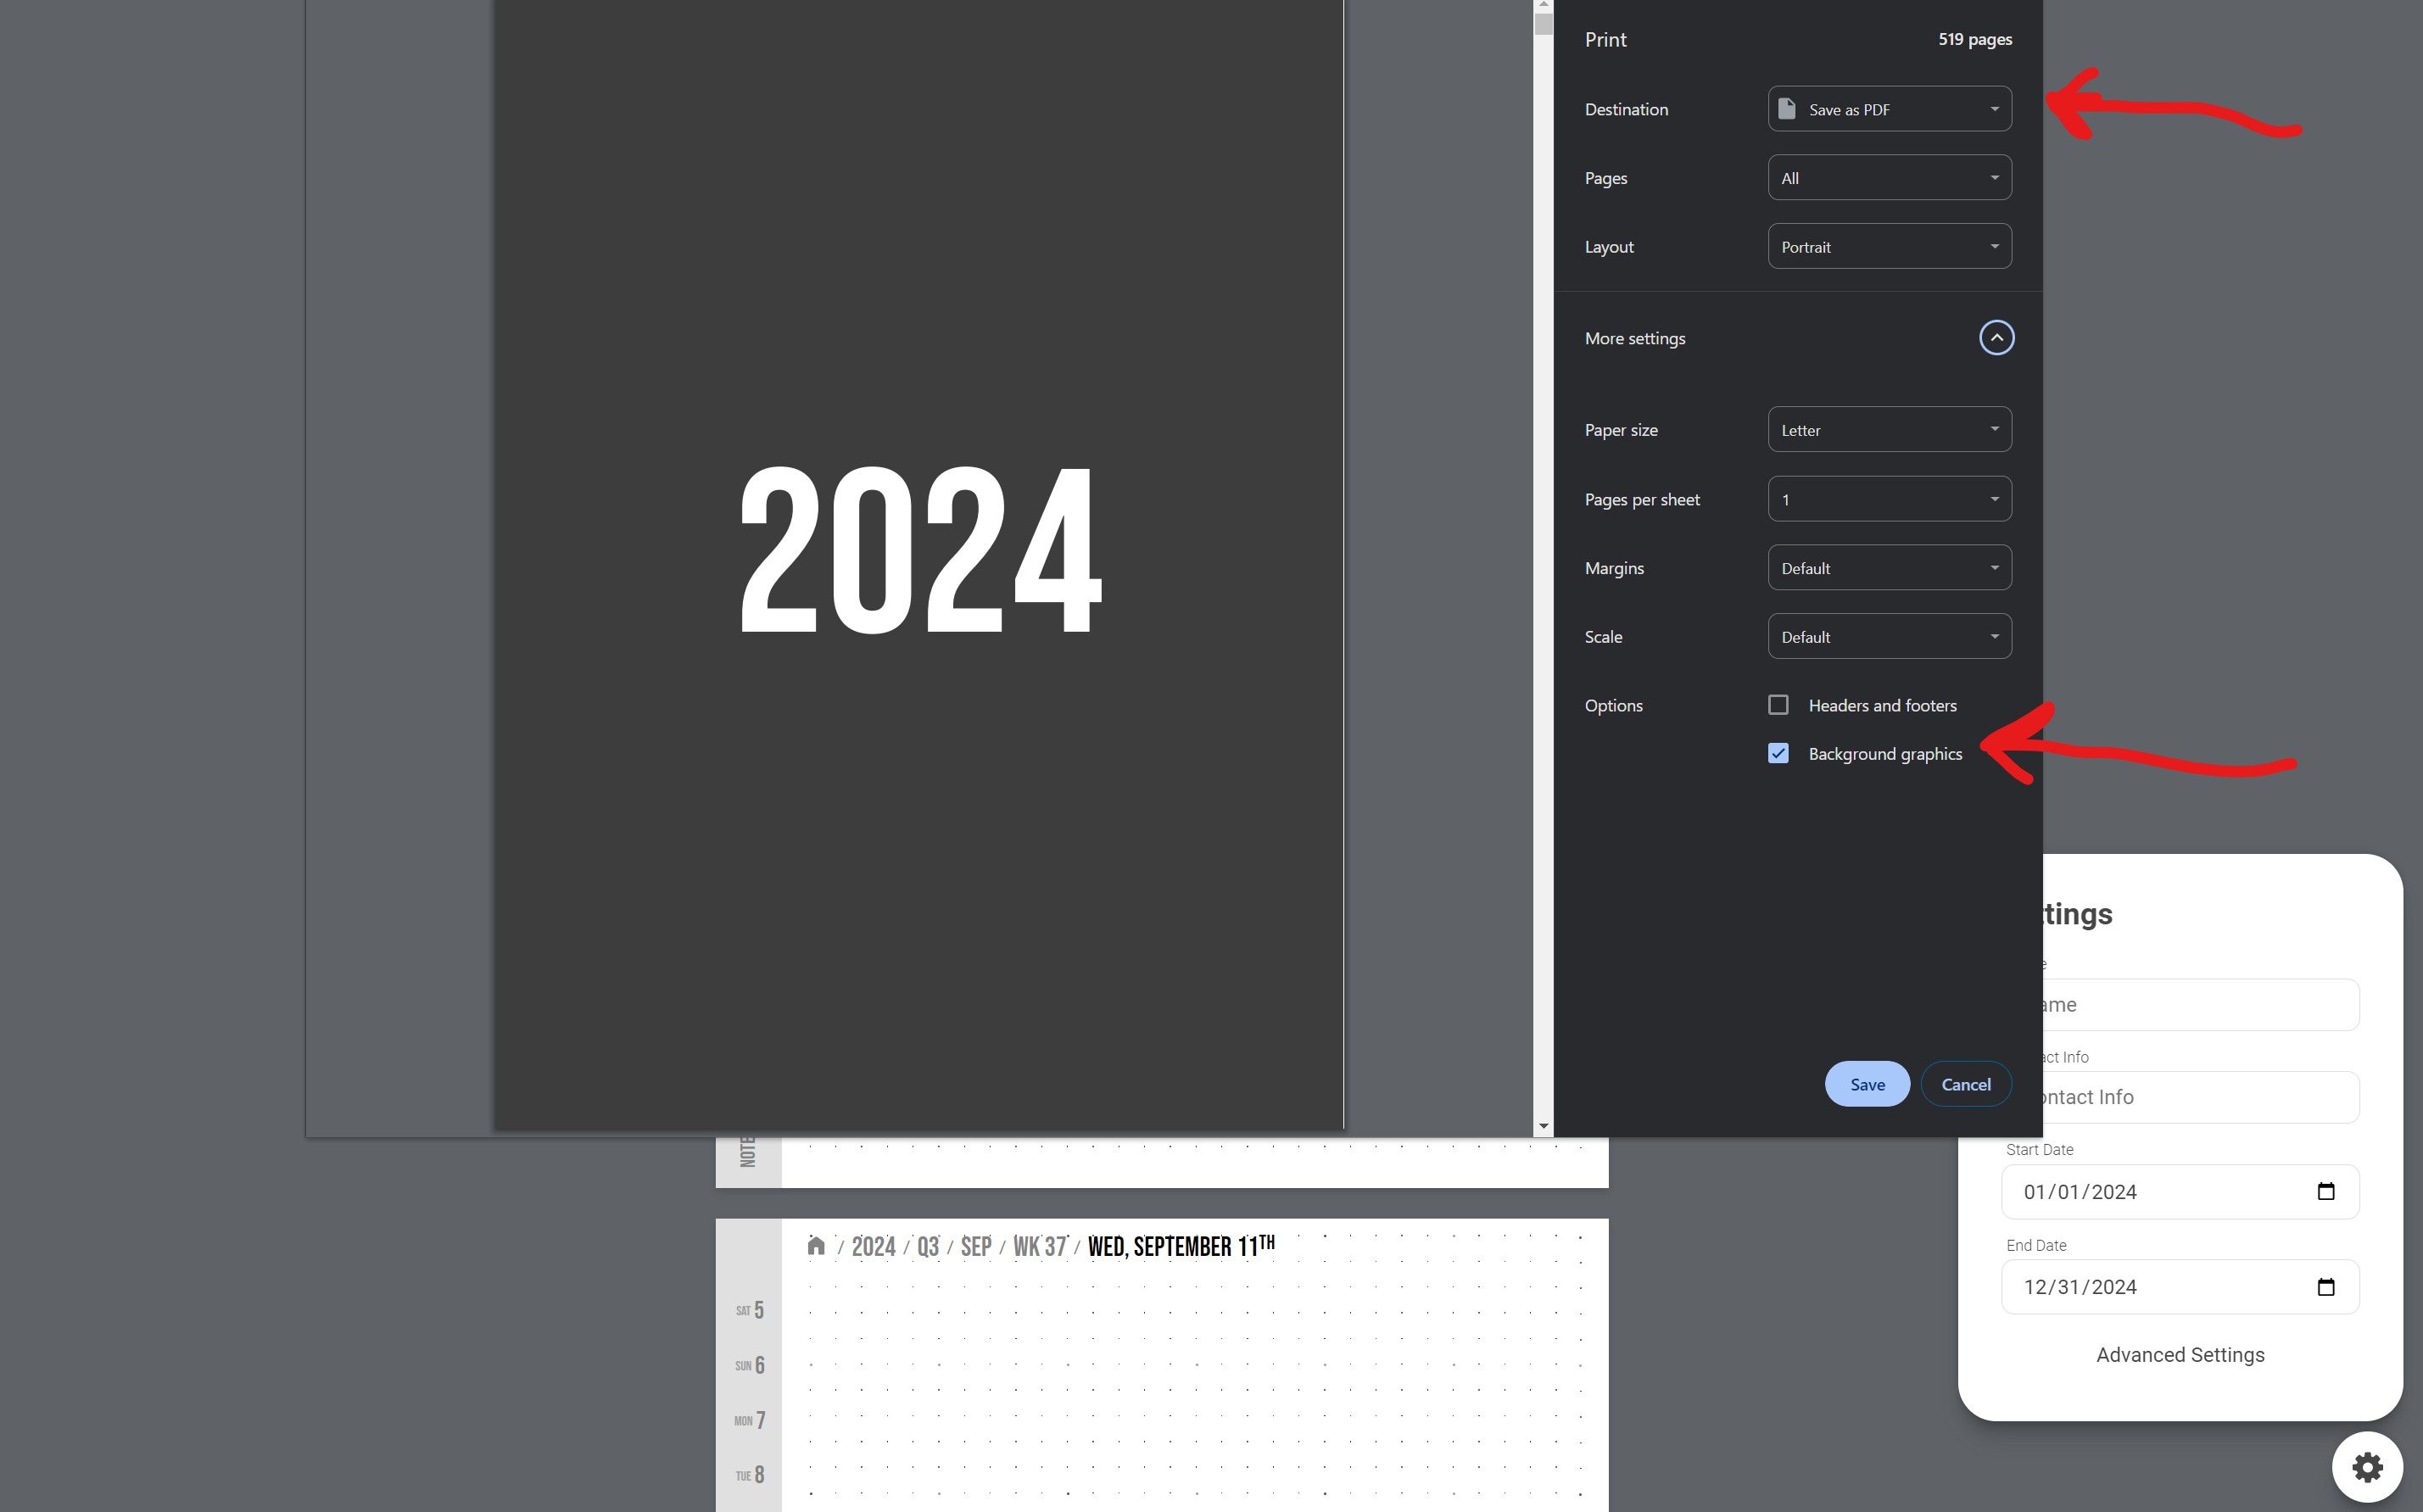 2024
Print 519 pages
Destination Save as PDF
Pages All
Layout Portrait
More settings
Paper size Letter
Pages per sheet 1
Margins Default
Scale Default
Options Headers and footers
Background graphics
Save Cancel
ttings
e
ame
act Info
ontact Info
Start Date
01/01/2024
End Date
12/31/2024
Advanced Settings
NOTE
/ 2024 / Q3 / SEP / WK 37 / WED, SEPTEMBER 11TH
SAT 5
SUN 6
MON 7
TUE 8